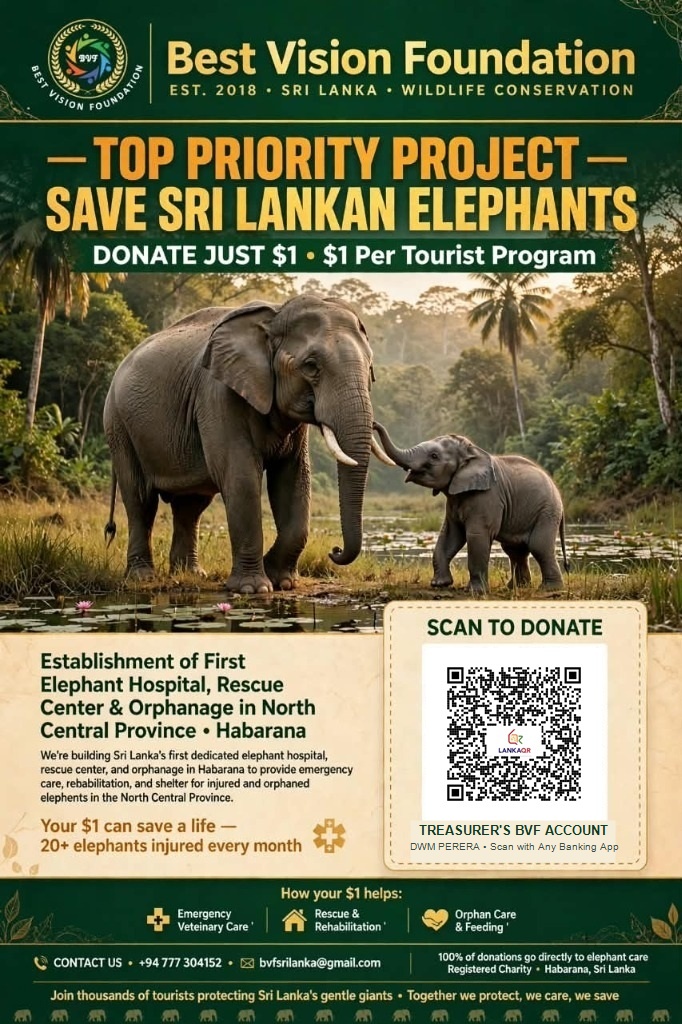 BVF
BEST VISION FOUNDATION
Best Vision Foundation
EST. 2018 • SRI LANKA • WILDLIFE CONSERVATION
— TOP PRIORITY PROJECT —
SAVE SRI LANKAN ELEPHANTS
DONATE JUST $1 • $1 Per Tourist Program
Establishment of First
Elephant Hospital, Rescue
Center & Orphanage in North
Central Province • Habarana
We're building Sri Lanka's first dedicated elephant hospital,
rescue center, and orphanage in Habarana to provide emergency
care, rehabilitation, and shelter for injured and orphaned
elephants in the North Central Province.
Your $1 can save a life —
20+ elephants injured every month
SCAN TO DONATE
LANKAQR
TREASURER'S BVF ACCOUNT
DWM PERERA • Scan with Any Banking App
How your $1 helps:
Emergency
Veterinary Care '
Rescue &
Rehabilitation '
Orphan Care
& Feeding '
CONTACT US • +94 777 304152 • bvfsrilanka@gmail.com
100% of donations go directly to elephant care
Registered Charity • Habarana, Sri Lanka
Join thousands of tourists protecting Sri Lanka's gentle giants • Together we protect, we care, we save